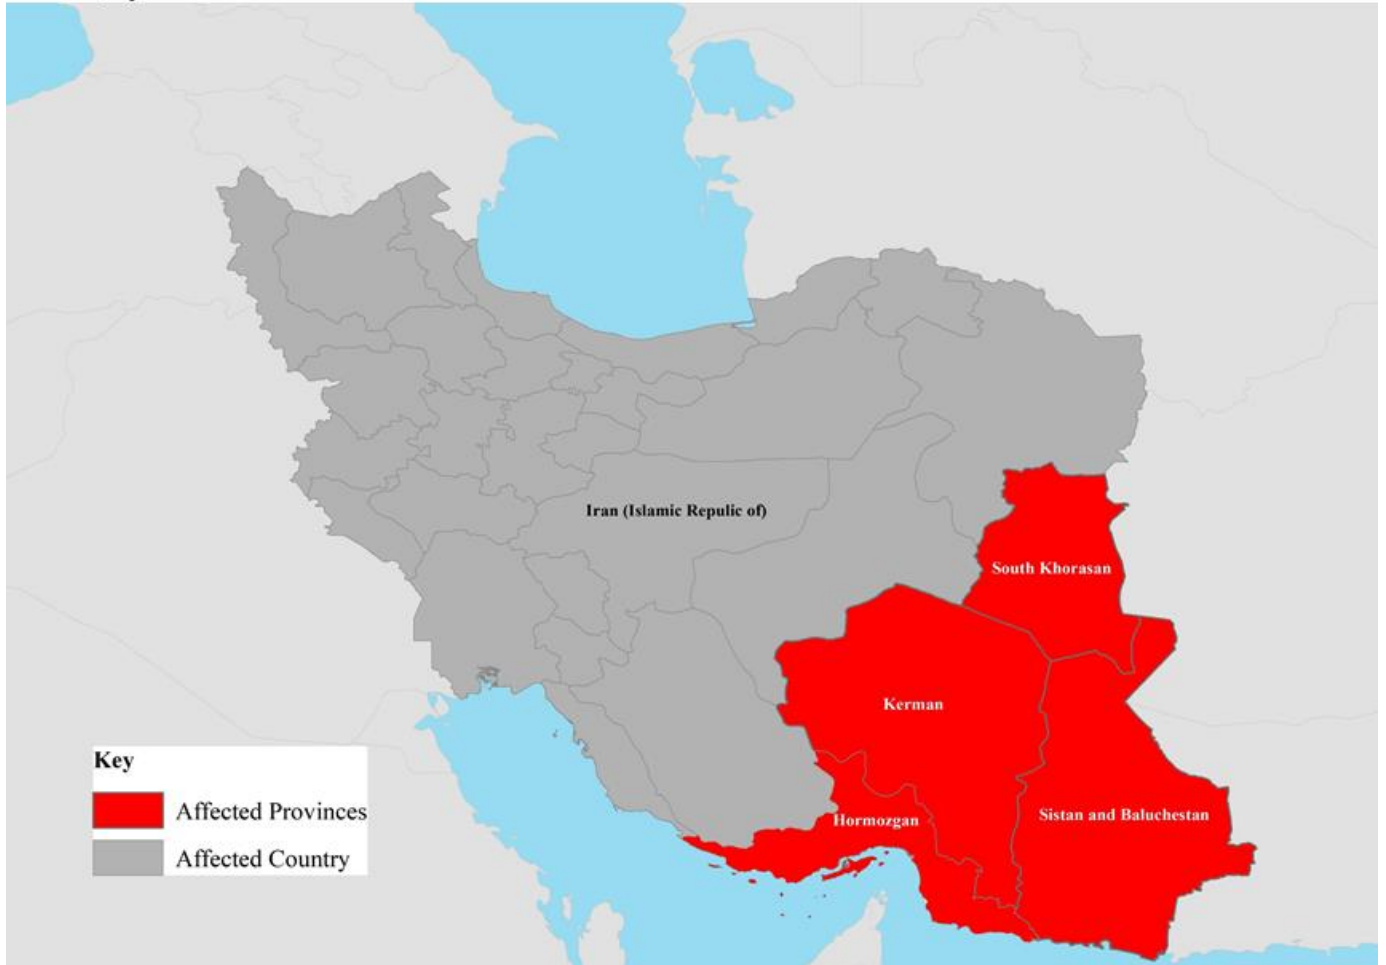 Iran (Islamic Repulic of)
South Khorasan
Kerman
Sistan and Baluchestan
Hormozgan
Key
Affected Provinces
Affected Country